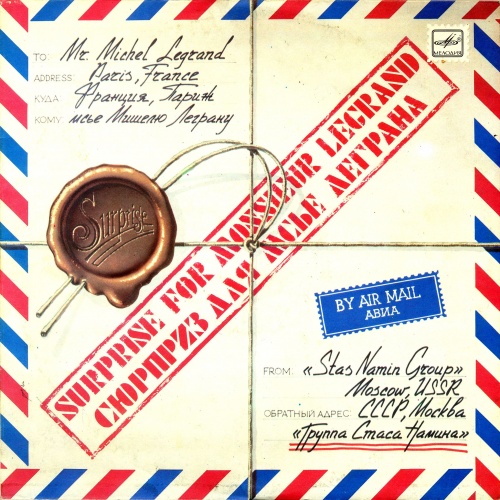 МЕЛОДИЯ
TO: Mr. Michel Legrand
ADDRESS: Paris, France
КУДА: Франция, Париж
КОМУ: мсье Мишелю Леграну
Surprise
SURPRISE FOR MONSIEUR LEGRAND
СЮРПРИЗ ДЛЯ МСЬЕ ЛЕГРАНА
BY AIR MAIL
АВИА
FROM: «Stas Namin Group»
Moscow, USSR
ОБРАТНЫЙ АДРЕС: СССР, Москва
«Группа Стаса Намина»